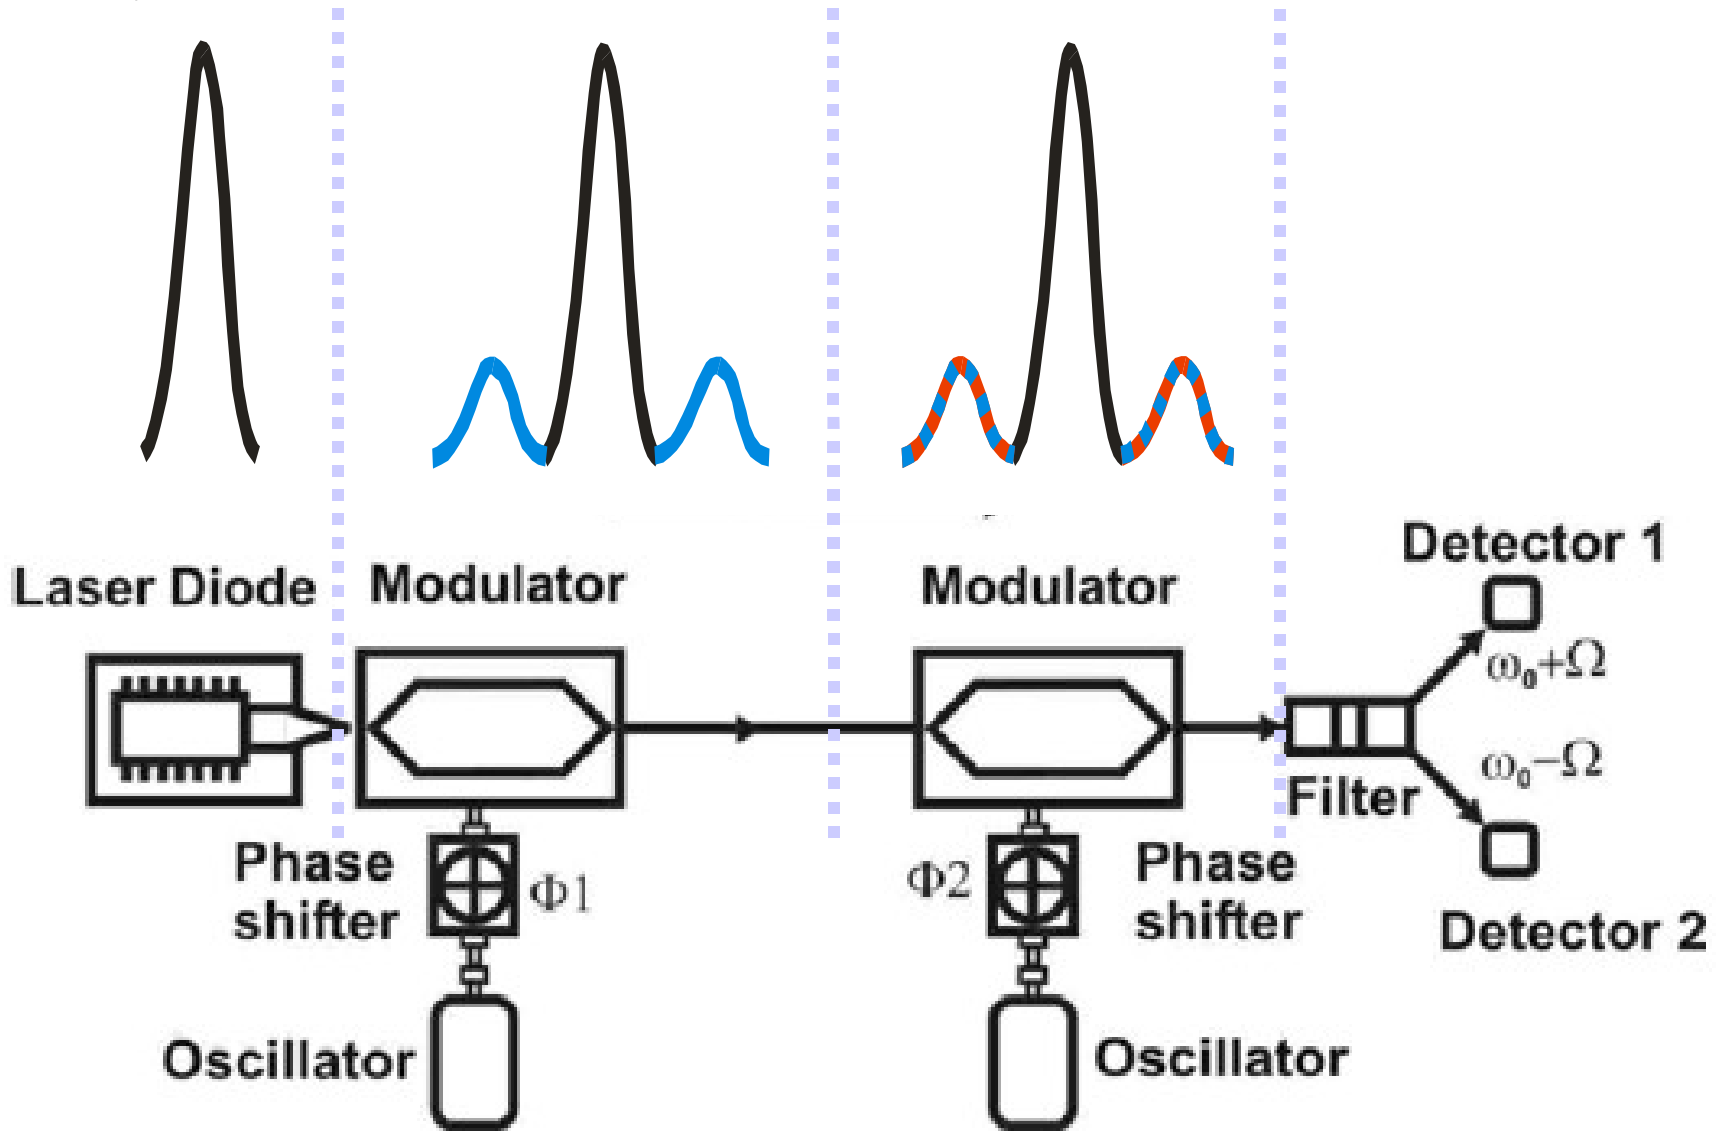 Laser Diode
Modulator
Modulator
Detector 1
ω₀+Ω
ω₀−Ω
Filter
Detector 2
Phase
shifter
Φ1
Φ2
Phase
shifter
Oscillator
Oscillator